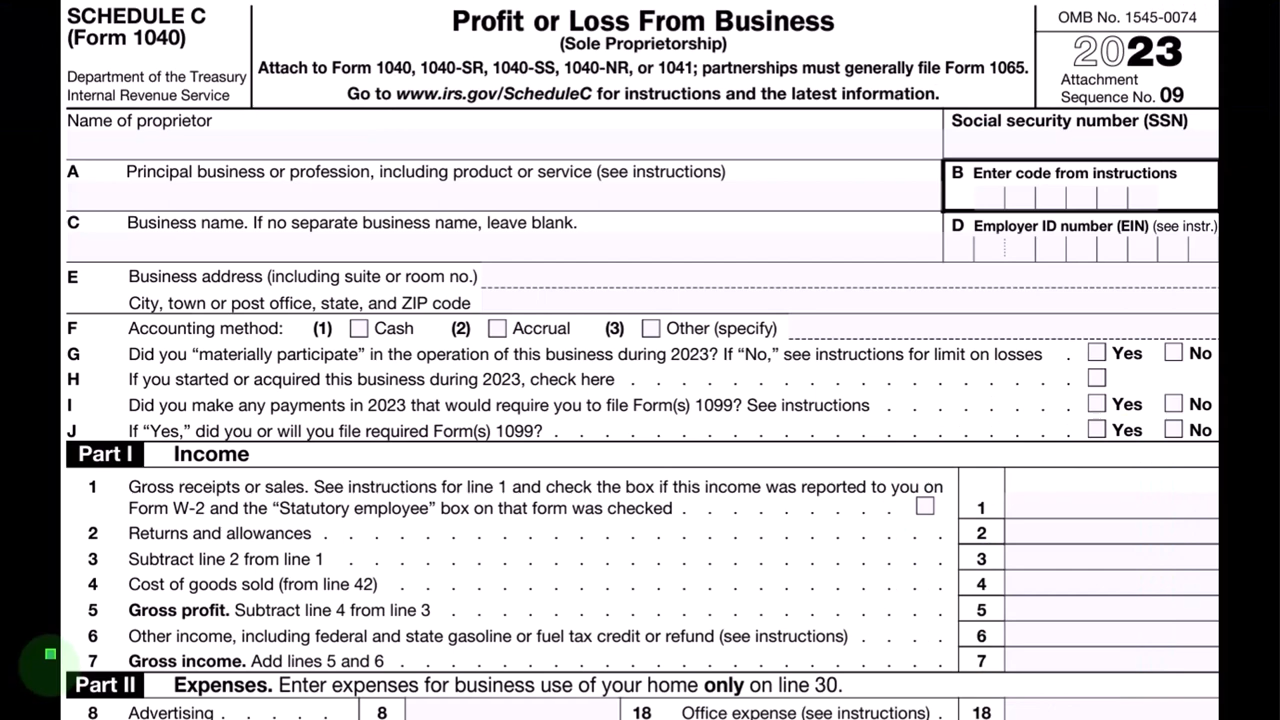 SCHEDULE C
(Form 1040)
Department of the Treasury
Internal Revenue Service
Profit or Loss From Business
(Sole Proprietorship)
Attach to Form 1040, 1040-SR, 1040-SS, 1040-NR, or 1041; partnerships must generally file Form 1065.
Go to www.irs.gov/ScheduleC for instructions and the latest information.
OMB No. 1545-0074
2023
Attachment
Sequence No. 09
Name of proprietor
Social security number (SSN)
A Principal business or profession, including product or service (see instructions)
B Enter code from instructions
C Business name. If no separate business name, leave blank.
D Employer ID number (EIN) (see instr.)
E Business address (including suite or room no.)
City, town or post office, state, and ZIP code
F Accounting method: (1) Cash (2) Accrual (3) Other (specify)
G Did you “materially participate” in the operation of this business during 2023? If “No,” see instructions for limit on losses . Yes No
H If you started or acquired this business during 2023, check here . . . . . . . . . . . . . . . . . .
I Did you make any payments in 2023 that would require you to file Form(s) 1099? See instructions . . . . . . . . Yes No
J If “Yes,” did you or will you file required Form(s) 1099? . . . . . . . . . . . . . . . . . . . . . Yes No
Part I Income
1 Gross receipts or sales. See instructions for line 1 and check the box if this income was reported to you on
Form W-2 and the “Statutory employee” box on that form was checked . . . . . . . . . 1
2 Returns and allowances . . . . . . . . . . . . . . . . . . . . . . . . . 2
3 Subtract line 2 from line 1 . . . . . . . . . . . . . . . . . . . . . . . . 3
4 Cost of goods sold (from line 42) . . . . . . . . . . . . . . . . . . . . . . 4
5 Gross profit. Subtract line 4 from line 3 . . . . . . . . . . . . . . . . . . . . 5
6 Other income, including federal and state gasoline or fuel tax credit or refund (see instructions) . . . . 6
7 Gross income. Add lines 5 and 6 . . . . . . . . . . . . . . . . . . . . . . 7
Part II Expenses. Enter expenses for business use of your home only on line 30.
8 Advertising . . . . . 8 18 Office expense (see instructions) . 18